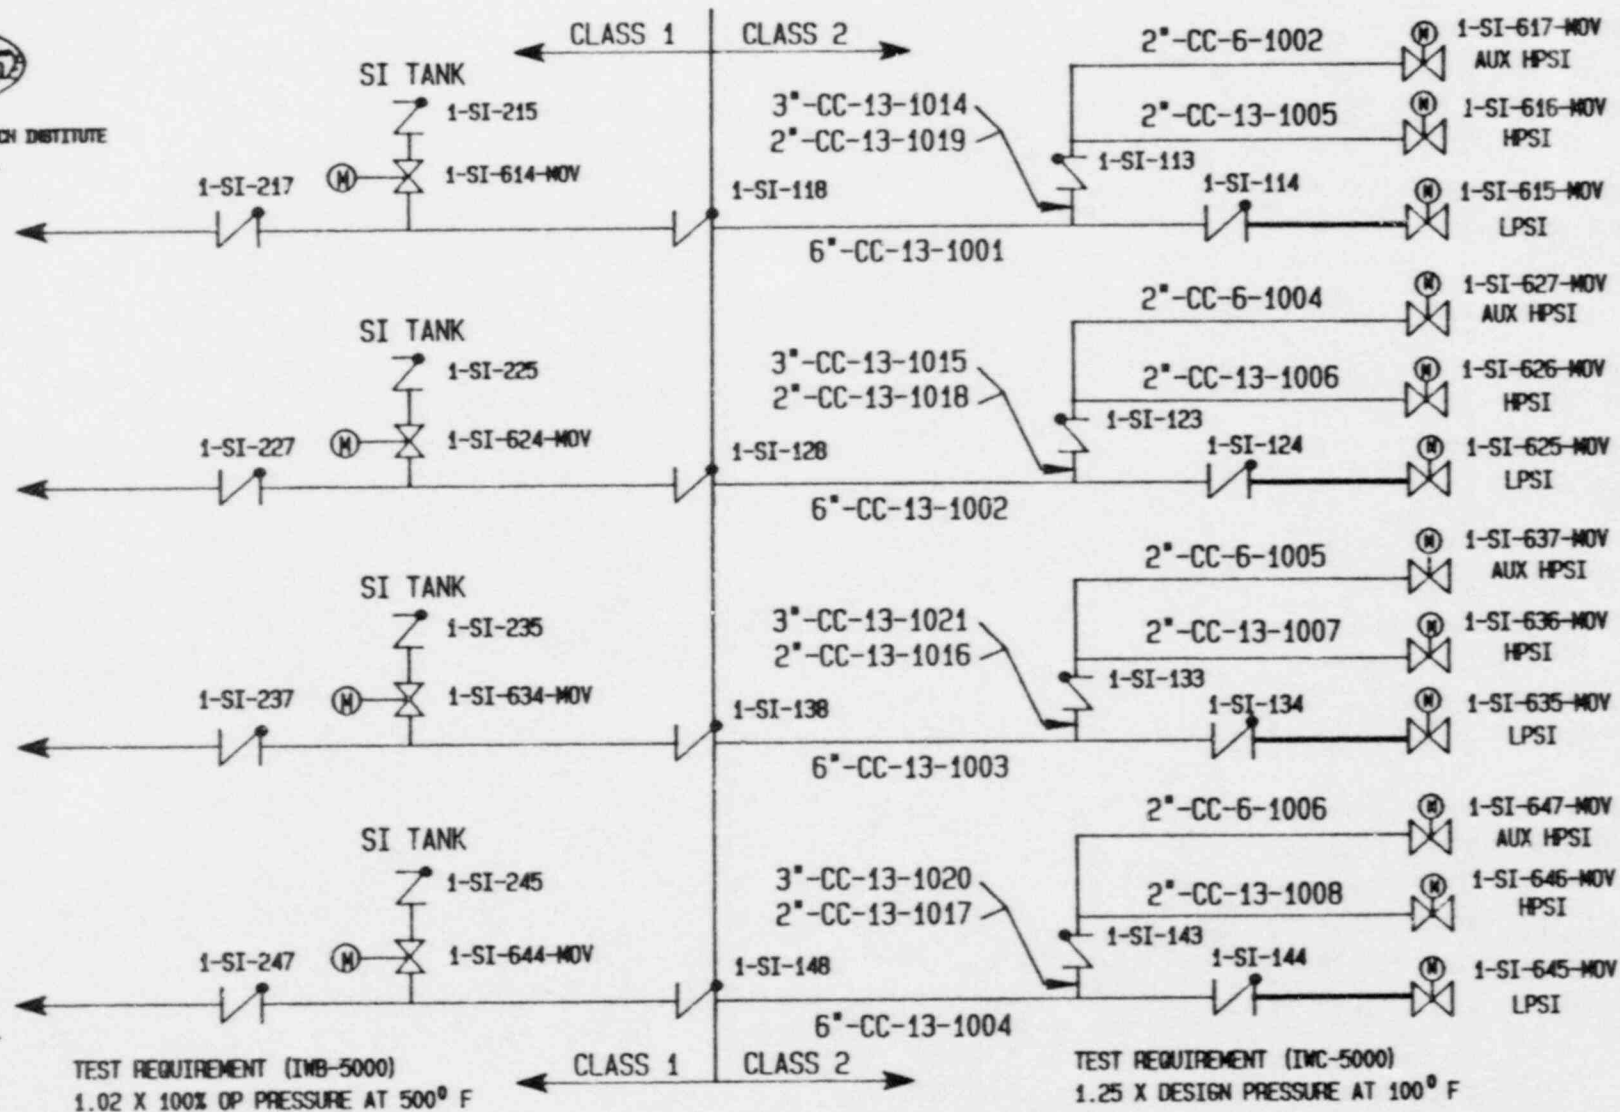 CLASS 1 CLASS 2
CH INSTITUTE
SI TANK
1-SI-215
1-SI-614-MOV
M
1-SI-217
1-SI-118
3"-CC-13-1014
2"-CC-13-1019
2"-CC-6-1002
2"-CC-13-1005
1-SI-113
1-SI-114
6"-CC-13-1001
M
1-SI-617-MOV
AUX HPSI
M
1-SI-616-MOV
HPSI
M
1-SI-615-MOV
LPSI
SI TANK
1-SI-225
1-SI-624-MOV
M
1-SI-227
1-SI-128
3"-CC-13-1015
2"-CC-13-1018
2"-CC-6-1004
2"-CC-13-1006
1-SI-123
1-SI-124
6"-CC-13-1002
M
1-SI-627-MOV
AUX HPSI
M
1-SI-626-MOV
HPSI
M
1-SI-625-MOV
LPSI
SI TANK
1-SI-235
1-SI-634-MOV
M
1-SI-237
1-SI-138
3"-CC-13-1021
2"-CC-13-1016
2"-CC-6-1005
2"-CC-13-1007
1-SI-133
1-SI-134
6"-CC-13-1003
M
1-SI-637-MOV
AUX HPSI
M
1-SI-636-MOV
HPSI
M
1-SI-635-MOV
LPSI
SI TANK
1-SI-245
1-SI-644-MOV
M
1-SI-247
1-SI-148
3"-CC-13-1020
2"-CC-13-1017
2"-CC-6-1006
2"-CC-13-1008
1-SI-143
1-SI-144
6"-CC-13-1004
M
1-SI-647-MOV
AUX HPSI
M
1-SI-646-MOV
HPSI
M
1-SI-645-MOV
LPSI
CLASS 1 CLASS 2
TEST REQUIREMENT (IWB-5000)
1.02 X 100% OP PRESSURE AT 500° F
TEST REQUIREMENT (IWC-5000)
1.25 X DESIGN PRESSURE AT 100° F